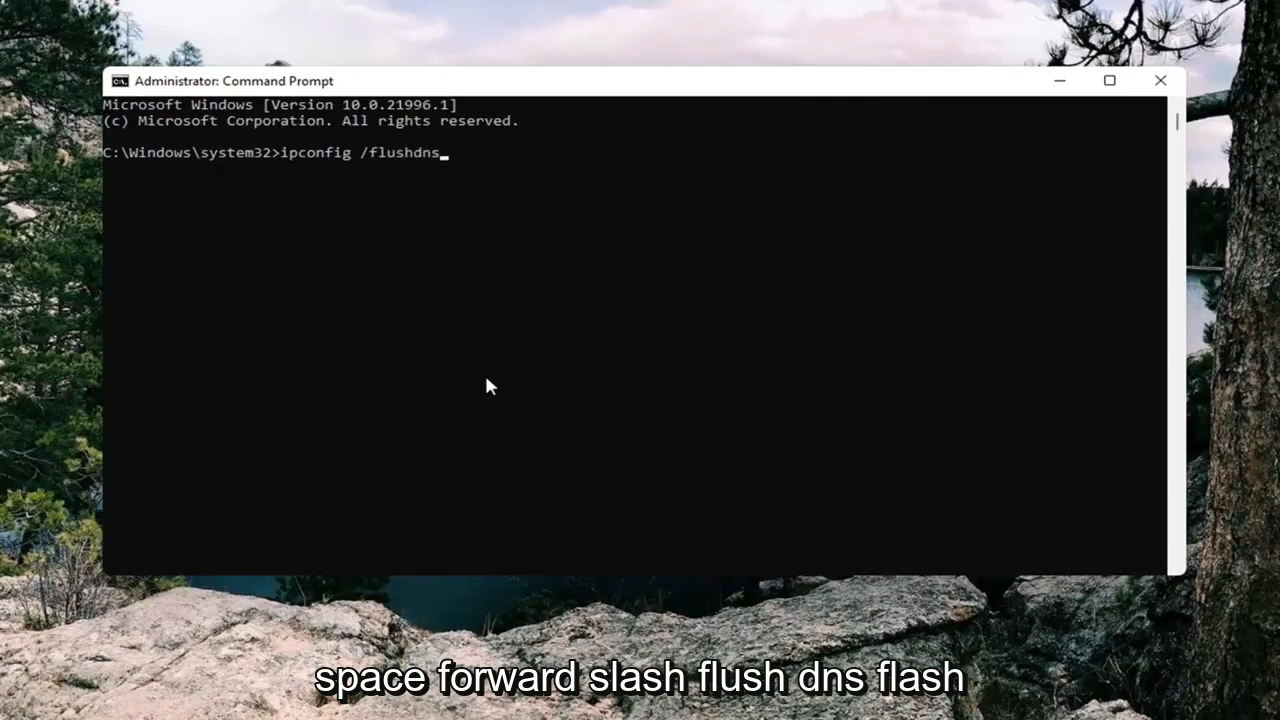 Administrator: Command Prompt
Microsoft Windows [Version 10.0.21996.1]
(c) Microsoft Corporation. All rights reserved.
C:\Windows\system32>ipconfig /flushdns
space forward slash flush dns flash